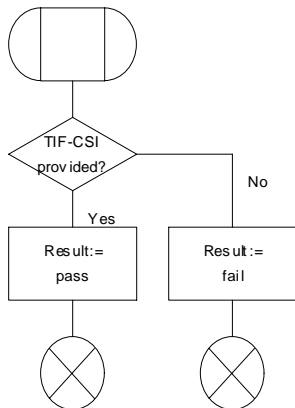 TIF-CSI
provided?
No
Yes
Result:=
pass
Result:=
fail